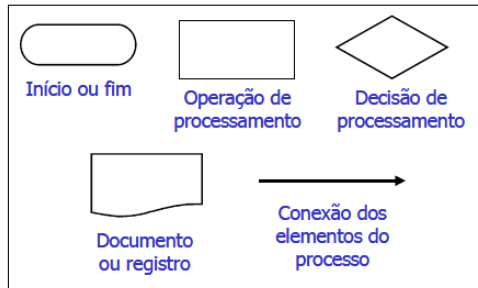 Início ou fim
Operação de
processamento
Decisão de
processamento
Documento
ou registro
Conexão dos
elementos do
processo